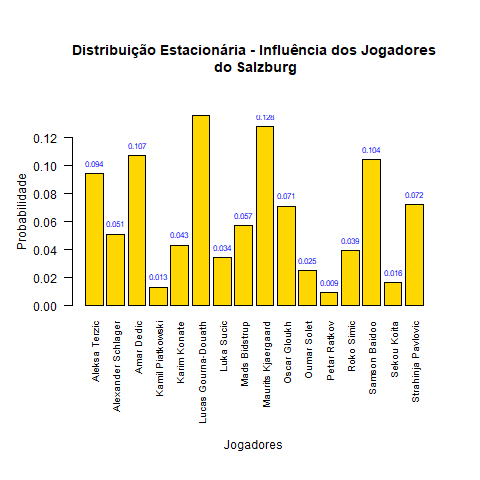 Distribuição Estacionária - Influência dos Jogadores
do Salzburg
Probabilidade
0.12
0.10
0.08
0.06
0.04
0.02
0.00
0.094
0.051
0.107
0.013
0.043
0.034
0.057
0.128
0.071
0.025
0.009
0.039
0.104
0.016
0.072
Aleksa Terzic
Alexander Schlager
Amar Dedic
Kamil Piatkowski
Karim Konate
Lucas Gourna-Douath
Luka Sucic
Mads Bidstrup
Maurits Kjaergaard
Oscar Gloukh
Oumar Solet
Petar Ratkov
Roko Simic
Samson Baidoo
Sekou Koita
Strahinja Pavlovic
Jogadores